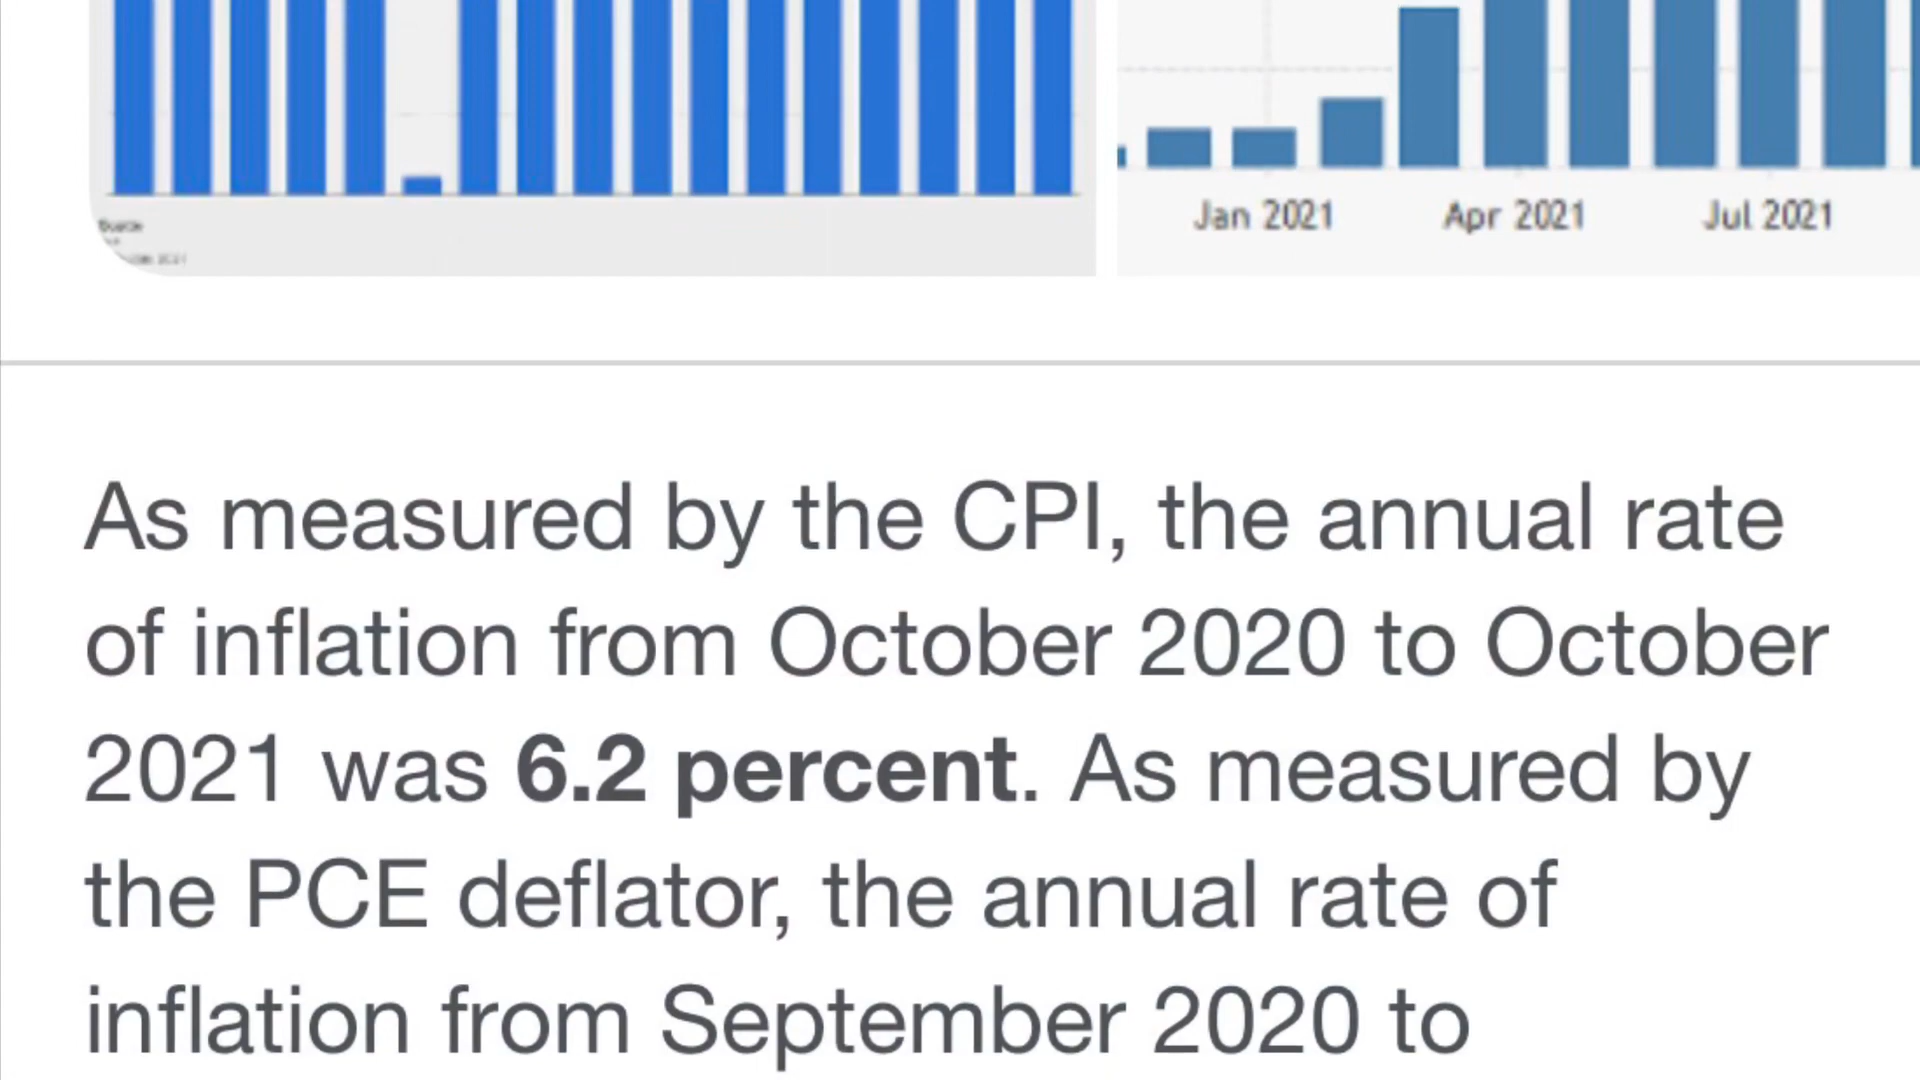 Jan 2021 Apr 2021 Jul 2021
As measured by the CPI, the annual rate
of inflation from October 2020 to October
2021 was 6.2 percent. As measured by
the PCE deflator, the annual rate of
inflation from September 2020 to